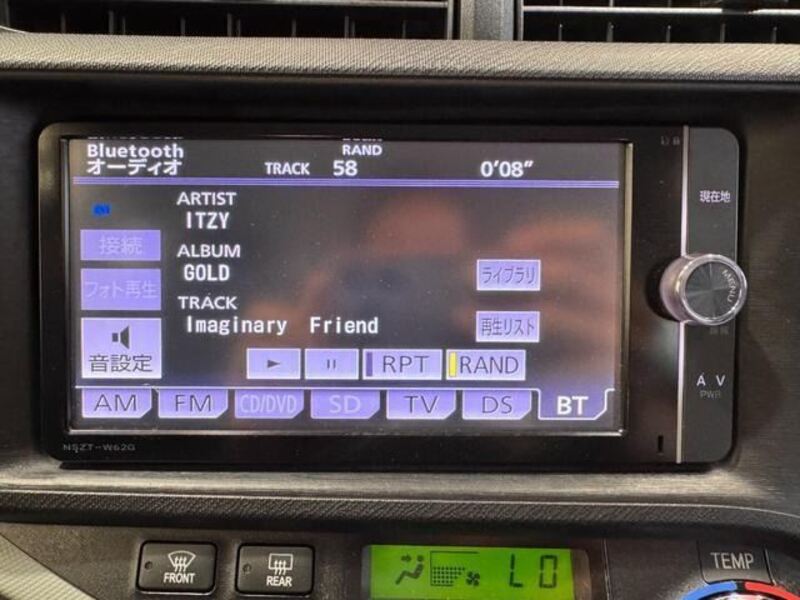 Bluetooth
オーディオ
RAND
TRACK 58 0'08"
ARTIST
ITZY
接続
ALBUM
GOLD
ライブラリ
フォト再生
TRACK
Imaginary Friend
再生リスト
音設定
RPT RAND
AM FM CD/DVD SD TV DS BT
NSZT-W62G
現在地
MENU
AV
PWR
FRONT
REAR
LO
TEMP